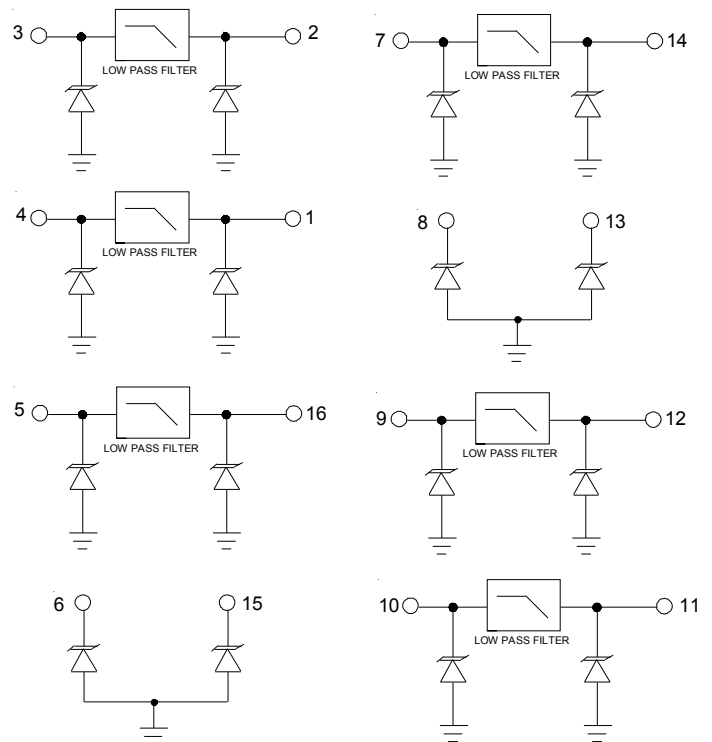 3 2
LOW PASS FILTER
4 1
LOW PASS FILTER
5 16
LOW PASS FILTER
6 15
7 14
LOW PASS FILTER
8 13
9 12
LOW PASS FILTER
10 11
LOW PASS FILTER